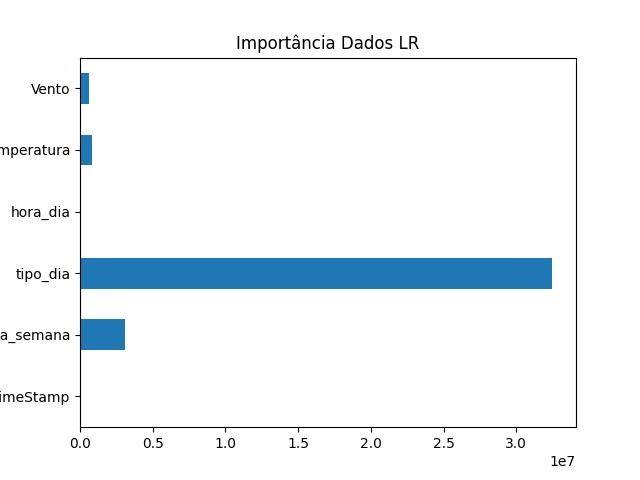 Importância Dados LR
Vento
mperatura
hora_dia
tipo_dia
a_semana
imeStamp
0.0 0.5 1.0 1.5 2.0 2.5 3.0
1e7